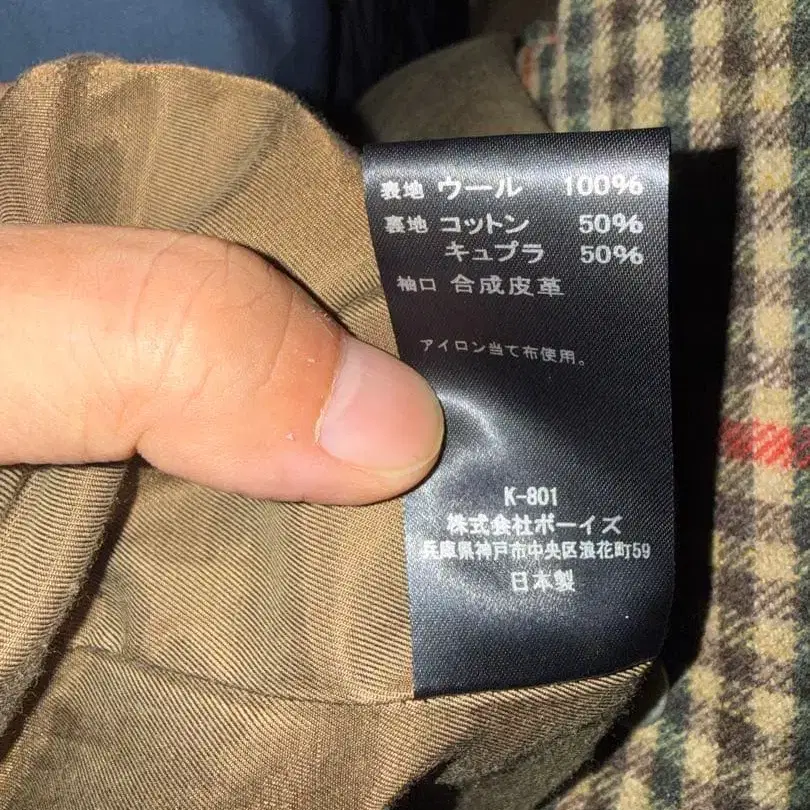 表地 ウール 100%
裏地 コットン 50%
キュプラ 50%
袖口 合成皮革
アイロン当て布使用。
K-801
株式会社ボーイズ
兵庫県神戸市中央区浪花町59
日本製